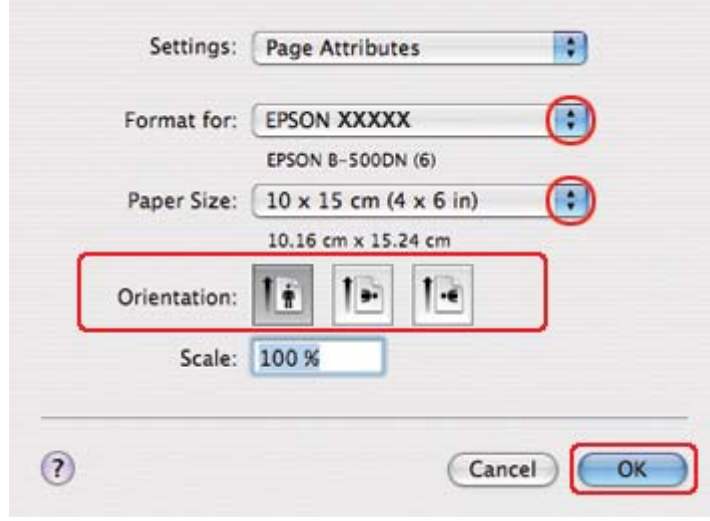 Settings: Page Attributes
Format for: EPSON XXXXX
EPSON B-500DN (6)
Paper Size: 10 x 15 cm (4 x 6 in)
10.16 cm x 15.24 cm
Orientation:
Scale: 100 %
? Cancel OK